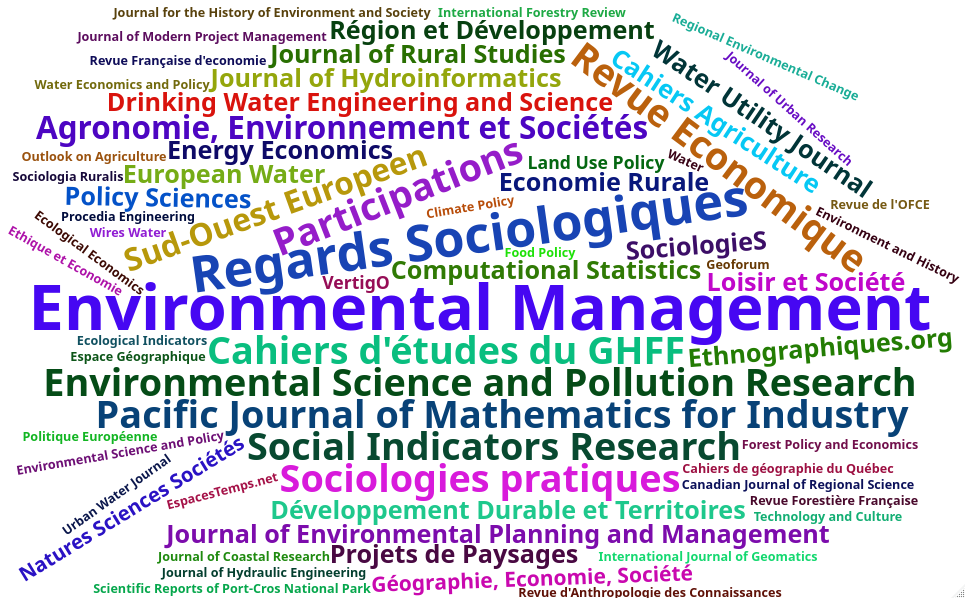 Journal for the History of Environment and Society
International Forestry Review
Regional Environmental Change
Journal of Modern Project Management
Région et Développement
Revue Française d'economie
Journal of Rural Studies
Revue Economique
Cahiers Agriculture
Water Utility Journal
Journal of Urban Research
Water Economics and Policy
Journal of Hydroinformatics
Drinking Water Engineering and Science
Agronomie, Environnement et Sociétés
Outlook on Agriculture
Energy Economics
Sud-Ouest Europeen
Participations
Land Use Policy
Water
Sociologia Ruralis
European Water
Economie Rurale
Policy Sciences
Climate Policy
Regards Sociologiques
Revue de l'OFCE
Procedia Engineering
Ecological Economics
Wires Water
Ethique et Economie
Environment and History
Food Policy
SociologieS
VertigO
Computational Statistics
Geoforum
Loisir et Société
Environmental Management
Ecological Indicators
Espace Géographique
Cahiers d'études du GHFF
Ethnographiques.org
Environmental Science and Pollution Research
Pacific Journal of Mathematics for Industry
Politique Européenne
Environmental Science and Policy
Social Indicators Research
Forest Policy and Economics
Urban Water Journal
Natures Sciences Sociétés
EspacesTemps.net
Sociologies pratiques
Cahiers de géographie du Québec
Canadian Journal of Regional Science
Développement Durable et Territoires
Revue Forestière Française
Technology and Culture
Journal of Environmental Planning and Management
Journal of Coastal Research
Projets de Paysages
International Journal of Geomatics
Journal of Hydraulic Engineering
Géographie, Economie, Société
Scientific Reports of Port-Cros National Park
Revue d'Anthropologie des Connaissances